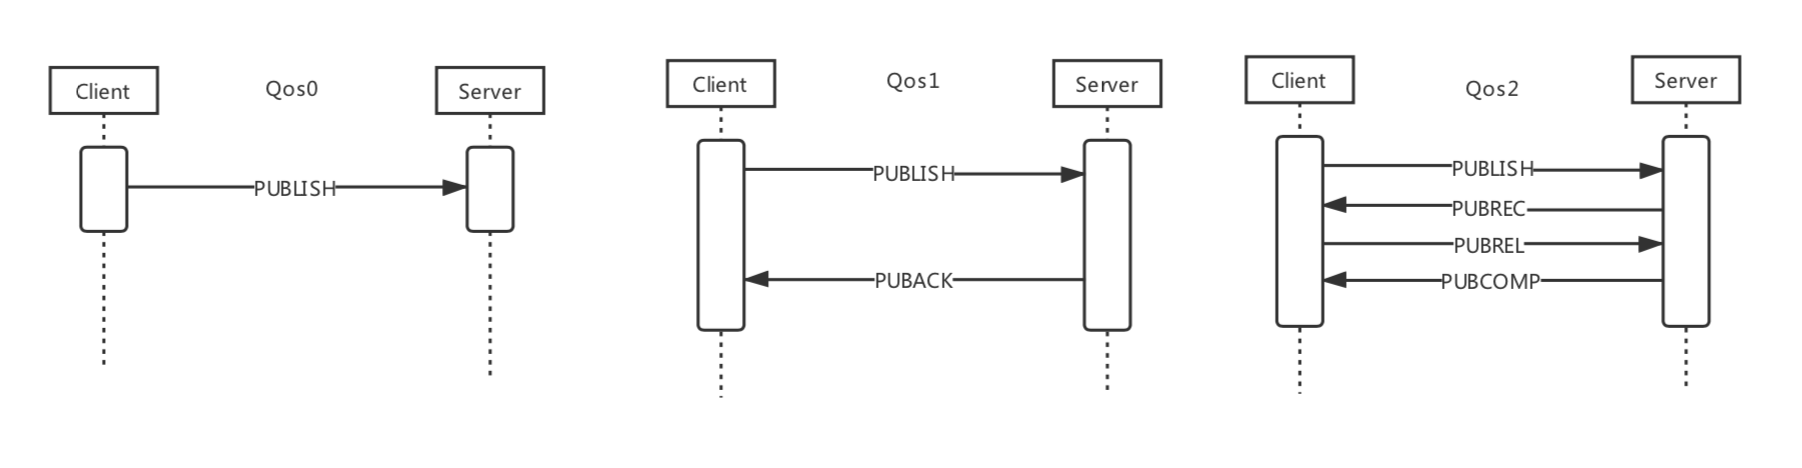 Client
Qos0
Server
PUBLISH
Client
Qos1
Server
PUBLISH
PUBACK
Client
Qos2
Server
PUBLISH
PUBREC
PUBREL
PUBCOMP